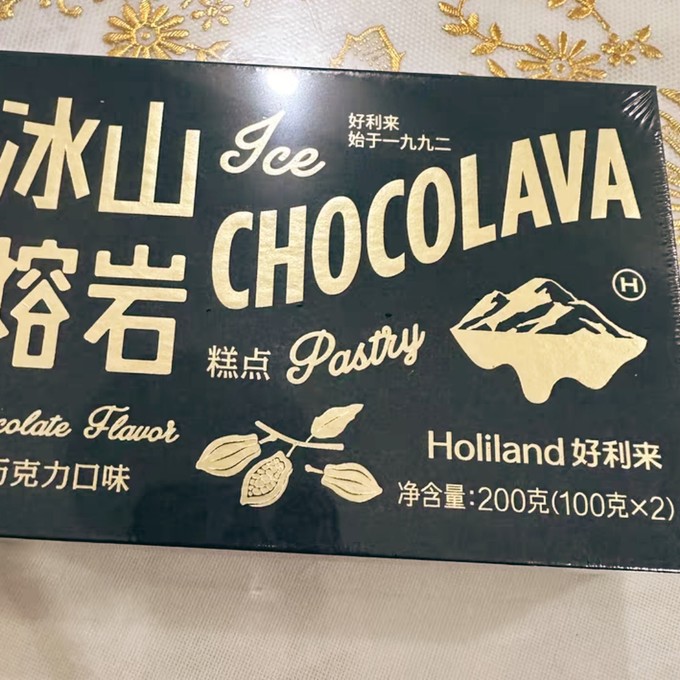 冰山
熔岩
Ice
好利来
始于一九九二
CHOCOLAVA
糕点
Pastry
H
colate Flavor
巧克力口味
Holiland 好利来
净含量:200克(100克×2)